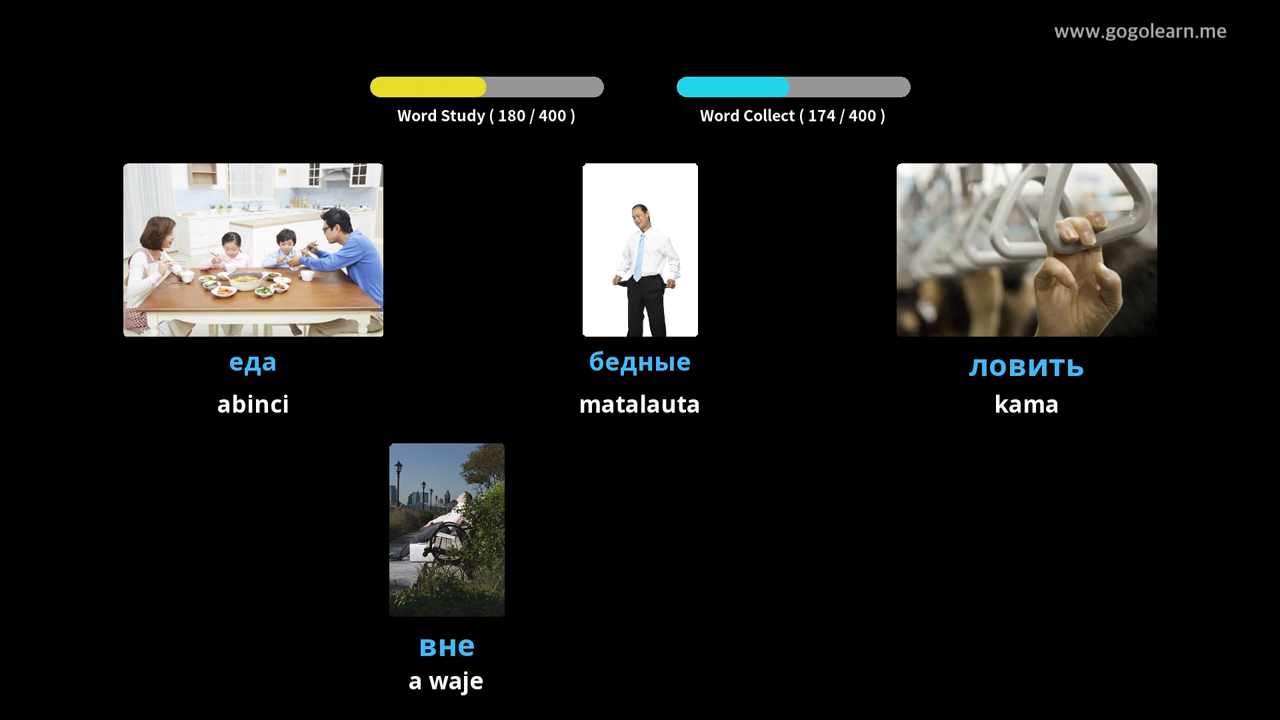 www.gogolearn.me
Word Study ( 180 / 400 )
Word Collect ( 174 / 400 )
еда
abinci
бедные
matalauta
ловить
kama
вне
a waje